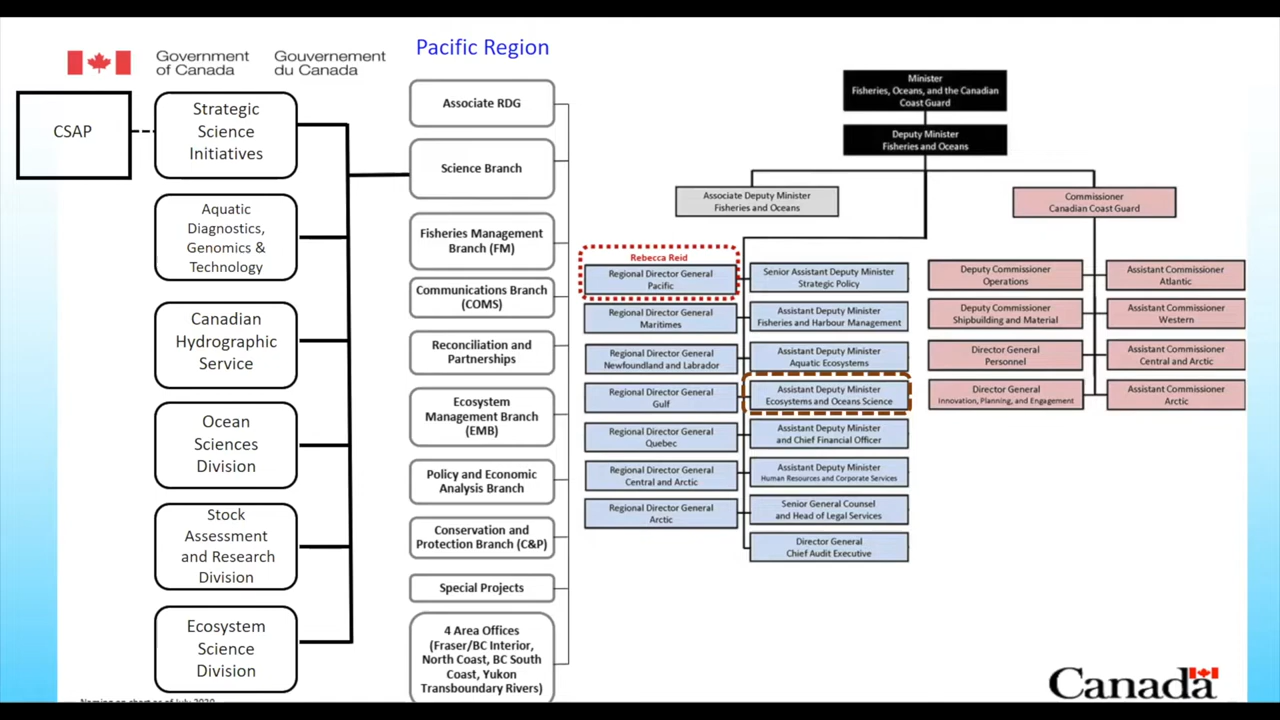 Pacific Region
Government
of Canada
Gouvernement
du Canada
CSAP
Strategic
Science
Initiatives
Aquatic
Diagnostics,
Genomics &
Technology
Canadian
Hydrographic
Service
Ocean
Sciences
Division
Stock
Assessment
and Research
Division
Ecosystem
Science
Division
Associate RDG
Science Branch
Fisheries Management
Branch (FM)
Communications Branch
(COMS)
Reconciliation and
Partnerships
Ecosystem
Management Branch
(EMB)
Policy and Economic
Analysis Branch
Conservation and
Protection Branch (C&P)
Special Projects
4 Area Offices
(Fraser/BC Interior,
North Coast, BC South
Coast, Yukon
Transboundary Rivers)
Minister
Fisheries, Oceans, and the Canadian
Coast Guard
Deputy Minister
Fisheries and Oceans
Associate Deputy Minister
Fisheries and Oceans
Commissioner
Canadian Coast Guard
Rebecca Reid
Regional Director General
Pacific
Regional Director General
Maritimes
Regional Director General
Newfoundland and Labrador
Regional Director General
Gulf
Regional Director General
Quebec
Regional Director General
Central and Arctic
Regional Director General
Arctic
Senior Assistant Deputy Minister
Strategic Policy
Assistant Deputy Minister
Fisheries and Harbour Management
Assistant Deputy Minister
Aquatic Ecosystems
Assistant Deputy Minister
Ecosystems and Oceans Science
Assistant Deputy Minister
and Chief Financial Officer
Assistant Deputy Minister
Human Resources and Corporate Services
Senior General Counsel
and Head of Legal Services
Director General
Chief Audit Executive
Deputy Commissioner
Operations
Deputy Commissioner
Shipbuilding and Material
Director General
Personnel
Director General
Innovation, Planning, and Engagement
Assistant Commissioner
Atlantic
Assistant Commissioner
Western
Assistant Commissioner
Central and Arctic
Assistant Commissioner
Arctic
Canada